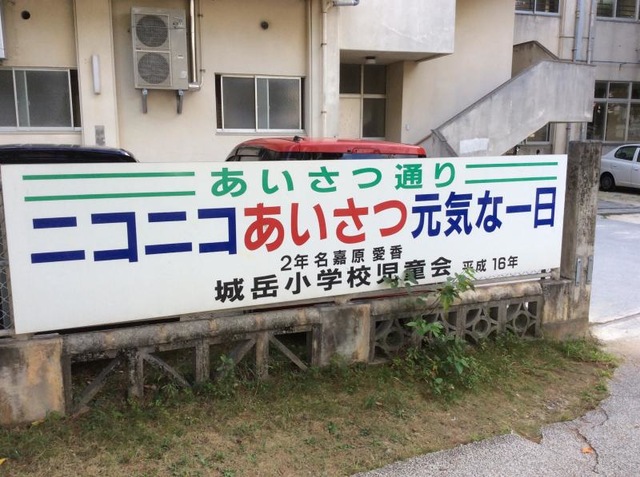 あいさつ通り
ニコニコあいさつ元気な一日
2年名嘉原愛香
城岳小学校児童会 平成16年